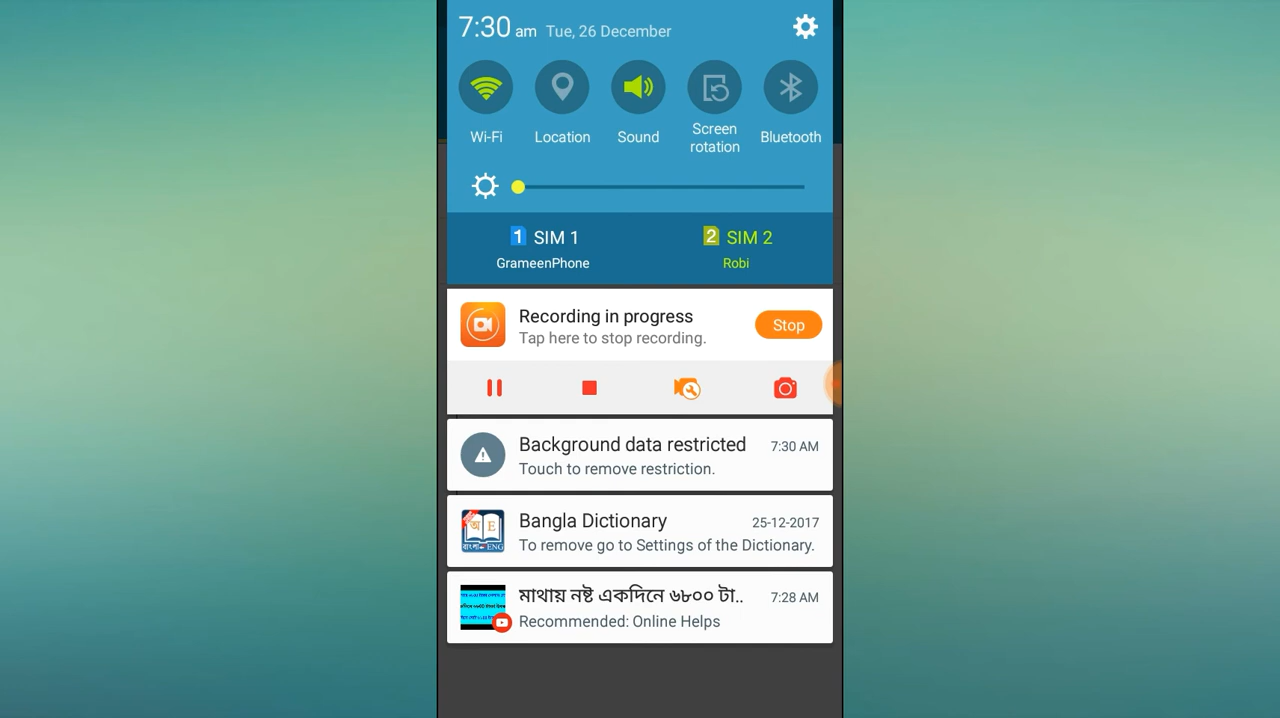 7:30 am Tue, 26 December
Wi-Fi
Location
Sound
Screen
rotation
Bluetooth
1 SIM 1
GrameenPhone
2 SIM 2
Robi
Recording in progress
Tap here to stop recording.
Stop
Background data restricted 7:30 AM
Touch to remove restriction.
Bangla Dictionary 25-12-2017
To remove go to Settings of the Dictionary.
অ E
বাংলা ENG
মাথায় নষ্ট একদিনে ৬৮০০ টা.. 7:28 AM
Recommended: Online Helps